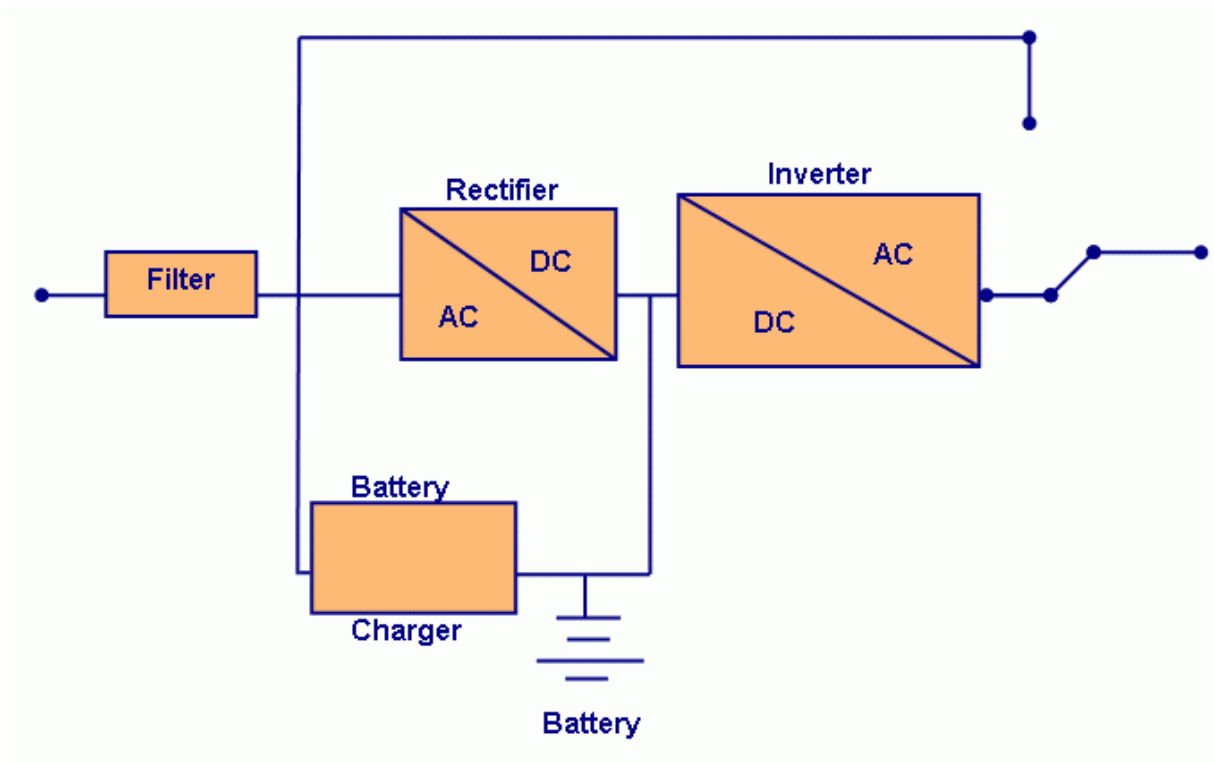 Inverter
Rectifier
AC
DC
Filter
AC
DC
Battery
Charger
Battery